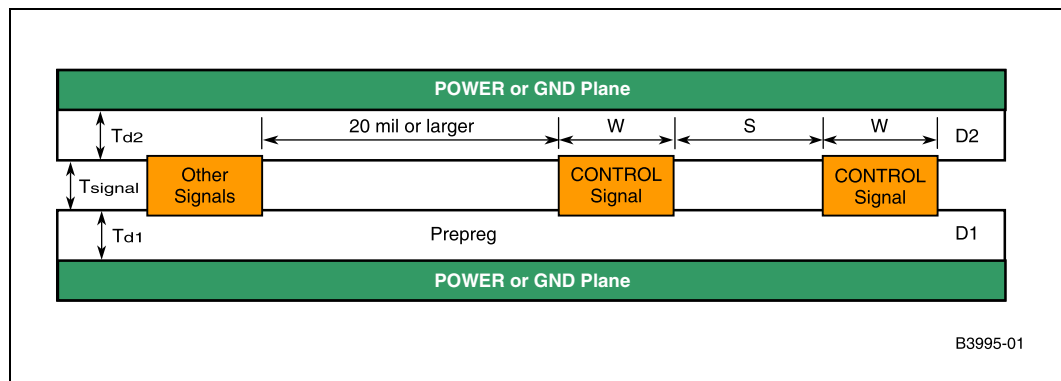 POWER or GND Plane
Td2
20 mil or larger
W
S
W
D2
Tsignal
Other
Signals
CONTROL
Signal
CONTROL
Signal
Td1
Prepreg
D1
POWER or GND Plane
B3995-01